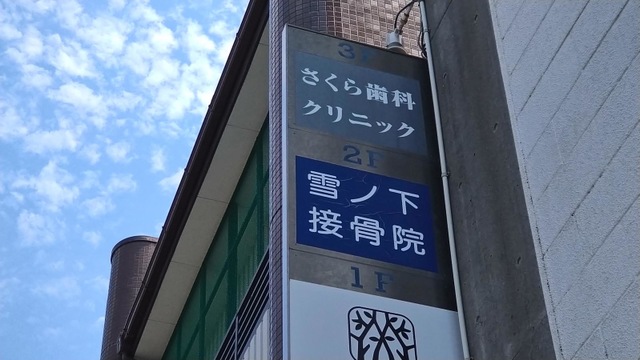 3F
さくら歯科
クリニック
2F
雪ノ下
接骨院
1F